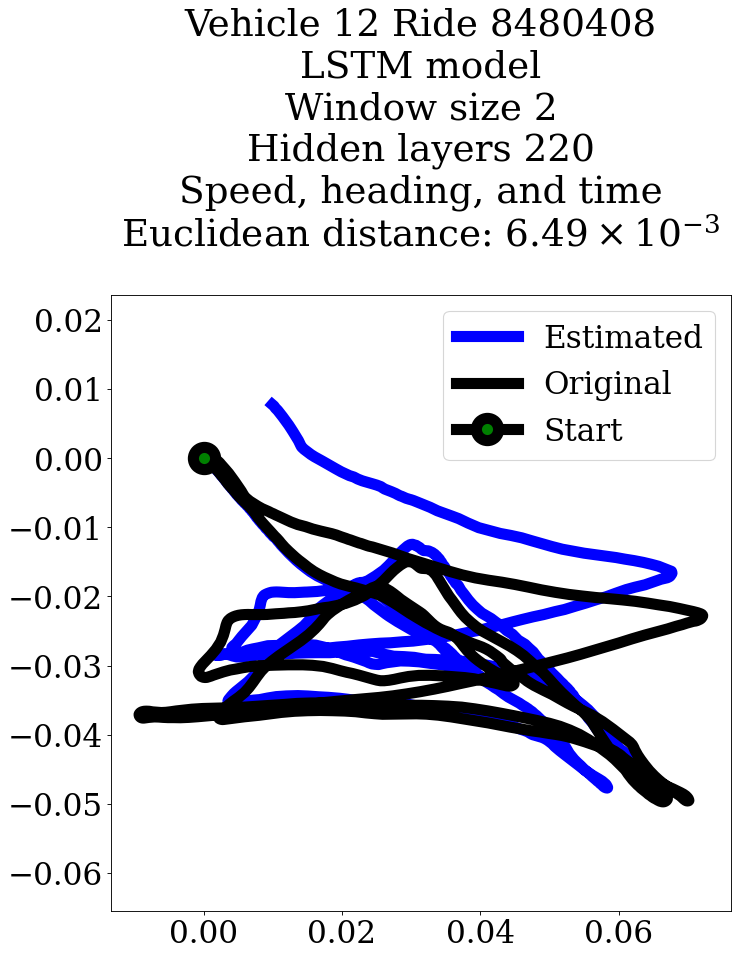 Vehicle 12 Ride 8480408
LSTM model
Window size 2
Hidden layers 220
Speed, heading, and time
Euclidean distance: 6.49 × 10⁻³
Estimated
Original
Start
0.02
0.01
0.00
−0.01
−0.02
−0.03
−0.04
−0.05
−0.06
0.00 0.02 0.04 0.06